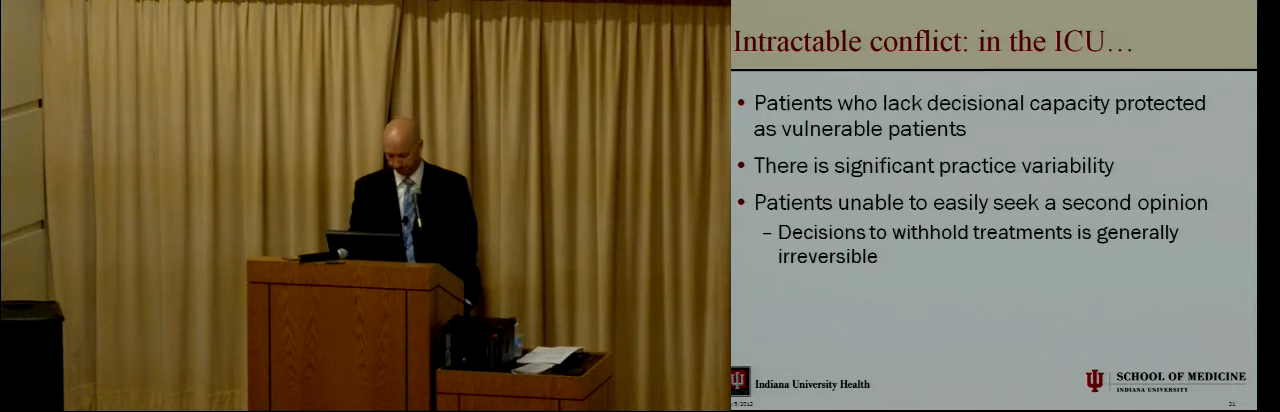 Intractable conflict: in the ICU…
• Patients who lack decisional capacity protected
as vulnerable patients
• There is significant practice variability
• Patients unable to easily seek a second opinion
– Decisions to withhold treatments is generally
irreversible
Indiana University Health
SCHOOL OF MEDICINE
INDIANA UNIVERSITY
21